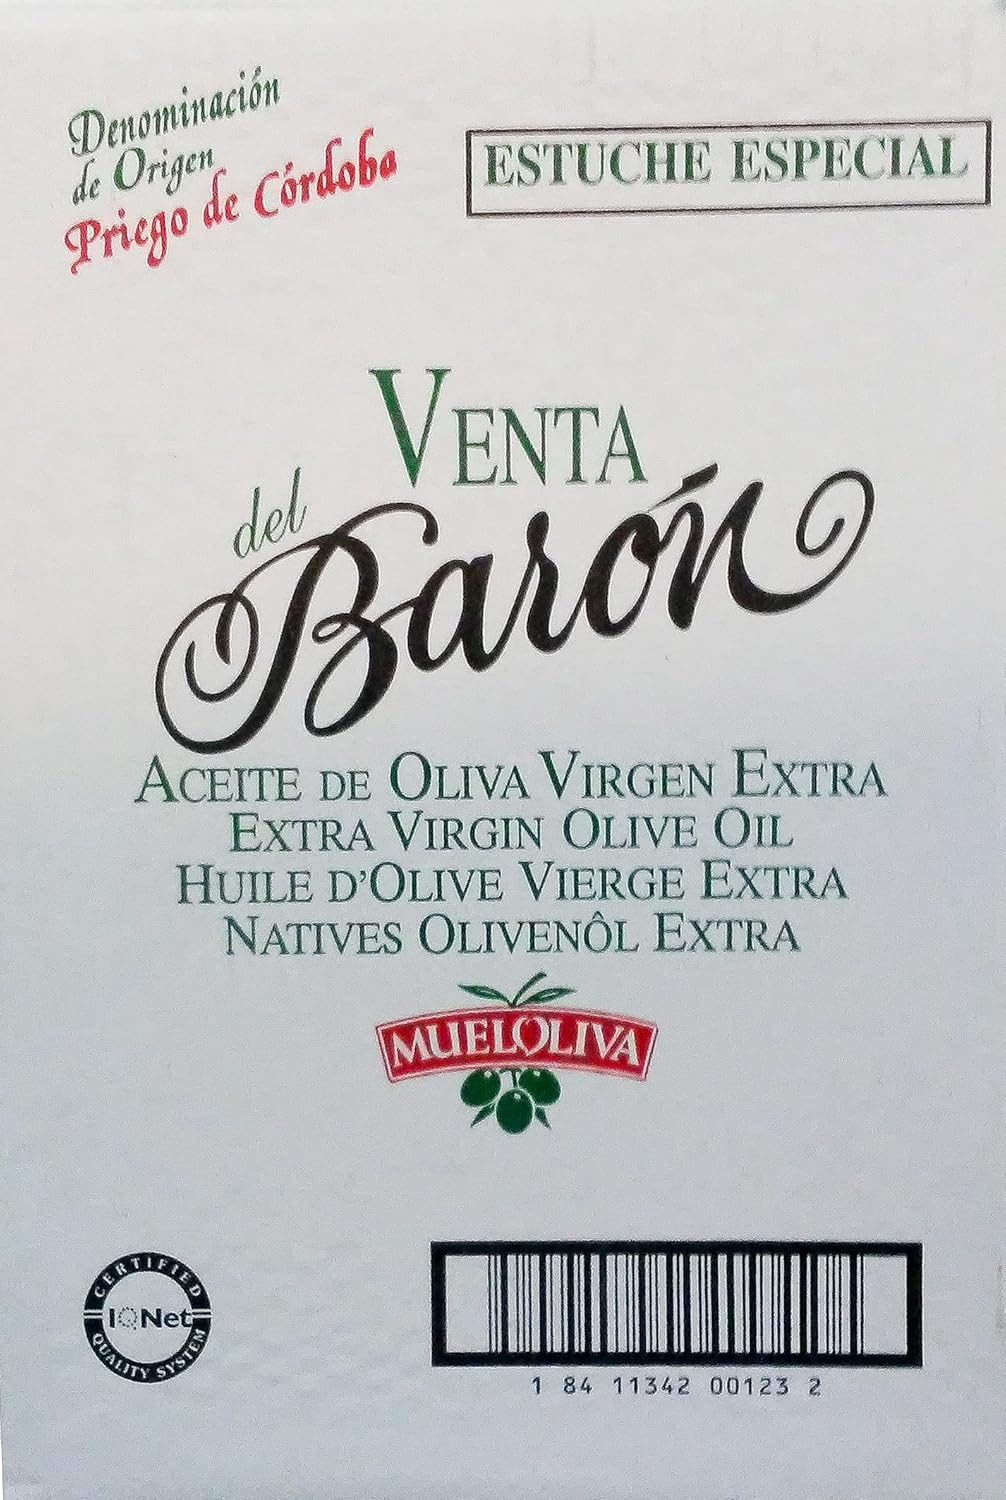 Denominación
de Origen
Priego de Córdoba
ESTUCHE ESPECIAL
VENTA
del
Barón
ACEITE DE OLIVA VIRGEN EXTRA
EXTRA VIRGIN OLIVE OIL
HUILE D'OLIVE VIERGE EXTRA
NATIVES OLIVENÔL EXTRA
MUELOLIVA
CERTIFIED
IQNet
QUALITY SYSTEM
1 84 11342 00123 2